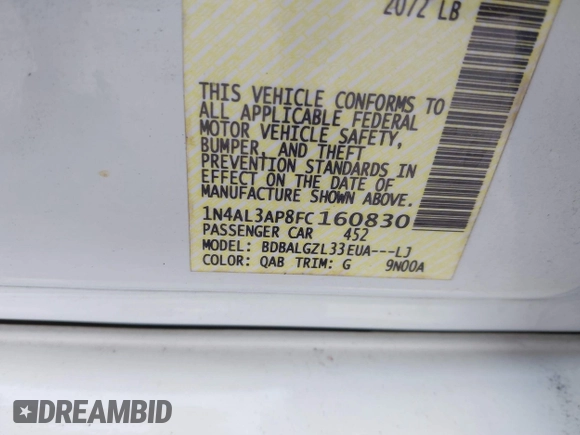 2072 LB
THIS VEHICLE CONFORMS TO
ALL APPLICABLE FEDERAL
MOTOR VEHICLE SAFETY,
BUMPER, AND THEFT
PREVENTION STANDARDS IN
EFFECT ON THE DATE OF
MANUFACTURE SHOWN ABOVE.
1N4AL3AP8FC160830
PASSENGER CAR 452
MODEL: BDBALGZL33EUA---LJ
COLOR: QAB TRIM: G 9N00A
DREAMBID